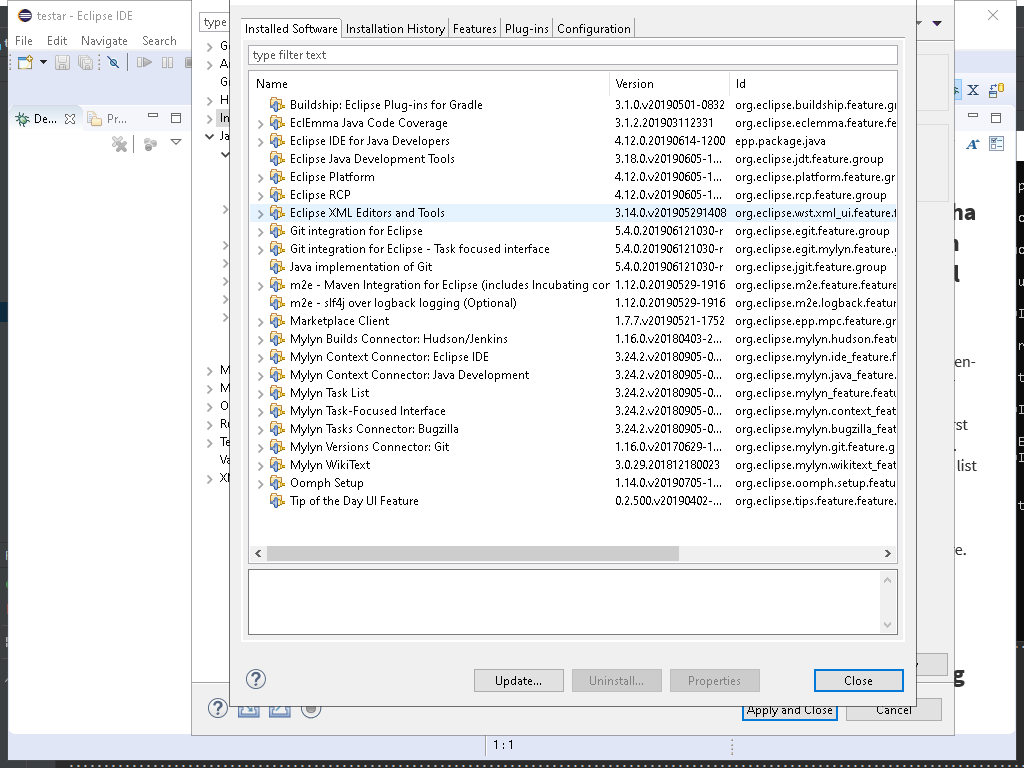 testar - Eclipse IDE
File Edit Navigate Search
De... Pr...
type
Installed Software Installation History Features Plug-ins Configuration
type filter text
Name Version Id
Buildship: Eclipse Plug-ins for Gradle 3.1.0.v20190501-0832 org.eclipse.buildship.feature.gr
EclEmma Java Code Coverage 3.1.2.201903112331 org.eclipse.eclemma.feature.fe
Eclipse IDE for Java Developers 4.12.0.20190614-1200 epp.package.java
Eclipse Java Development Tools 3.18.0.v20190605-1... org.eclipse.jdt.feature.group
Eclipse Platform 4.12.0.v20190605-1... org.eclipse.platform.feature.gr
Eclipse RCP 4.12.0.v20190605-1... org.eclipse.rcp.feature.group
Eclipse XML Editors and Tools 3.14.0.v201905291408 org.eclipse.wst.xml_ui.feature.f
Git integration for Eclipse 5.4.0.201906121030-r org.eclipse.egit.feature.group
Git integration for Eclipse - Task focused interface 5.4.0.201906121030-r org.eclipse.egit.mylyn.feature.
Java implementation of Git 5.4.0.201906121030-r org.eclipse.jgit.feature.group
m2e - Maven Integration for Eclipse (includes Incubating cor 1.12.0.20190529-1916 org.eclipse.m2e.feature.feature
m2e - slf4j over logback logging (Optional) 1.12.0.20190529-1916 org.eclipse.m2e.logback.featur
Marketplace Client 1.7.7.v20190521-1752 org.eclipse.epp.mpc.feature.gr
Mylyn Builds Connector: Hudson/Jenkins 1.16.0.v20180403-2... org.eclipse.mylyn.hudson.featu
Mylyn Context Connector: Eclipse IDE 3.24.2.v20180905-0... org.eclipse.mylyn.ide_feature.f
Mylyn Context Connector: Java Development 3.24.2.v20180905-0... org.eclipse.mylyn.java_feature.
Mylyn Task List 3.24.2.v20180905-0... org.eclipse.mylyn_feature.featu
Mylyn Task-Focused Interface 3.24.2.v20180905-0... org.eclipse.mylyn.context_feat
Mylyn Tasks Connector: Bugzilla 3.24.2.v20180905-0... org.eclipse.mylyn.bugzilla_feat
Mylyn Versions Connector: Git 1.16.0.v20170629-1... org.eclipse.mylyn.git.feature.g
Mylyn WikiText 3.0.29.201812180023 org.eclipse.mylyn.wikitext_feat
Oomph Setup 1.14.0.v20190705-1... org.eclipse.oomph.setup.featu
Tip of the Day UI Feature 0.2.500.v20190402-... org.eclipse.tips.feature.feature.
list
Update... Uninstall... Properties Close
Apply and Close Cancel
1 : 1